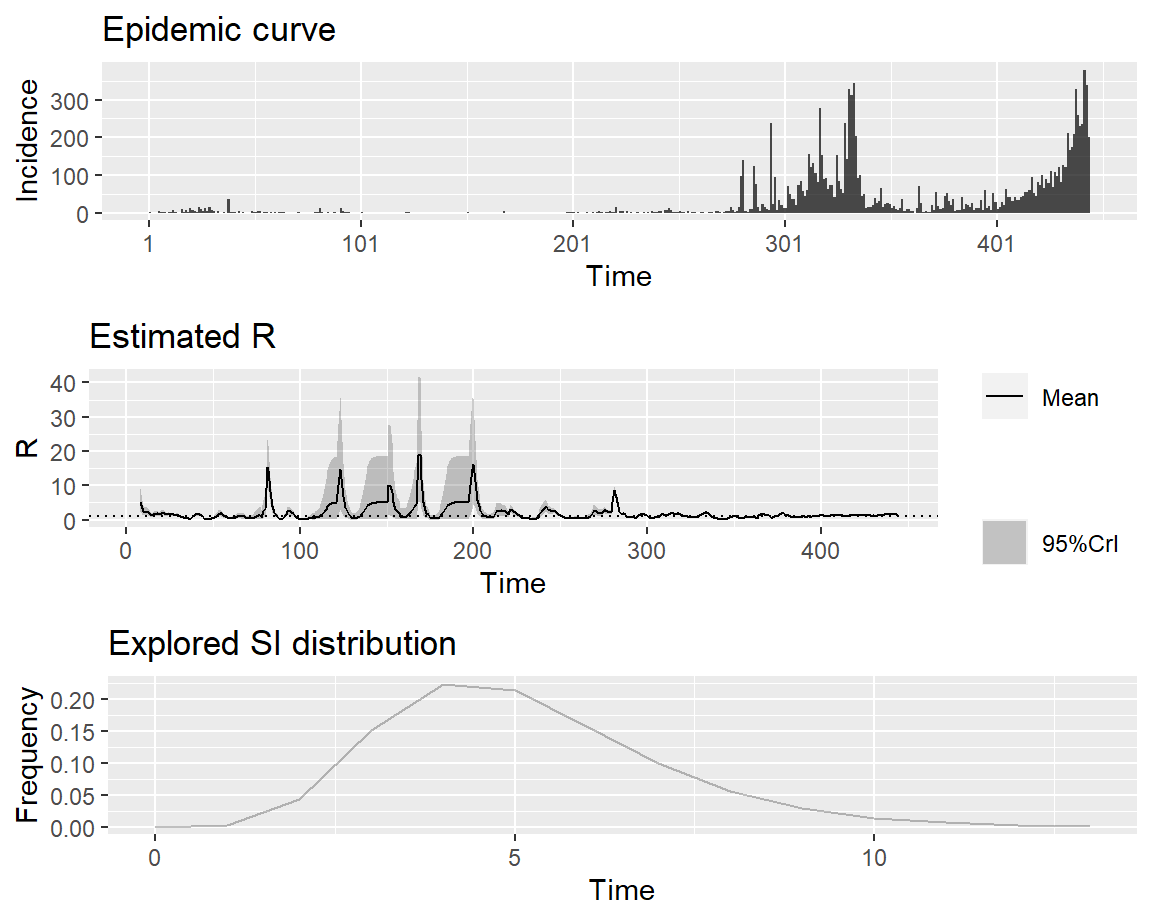 Epidemic curve
Incidence
300
200
100
0
1 101 201 301 401
Time
Estimated R
R
40
30
20
10
0
0 100 200 300 400
Time
Mean
95%CrI
Explored SI distribution
Frequency
0.20
0.15
0.10
0.05
0.00
0 5 10
Time